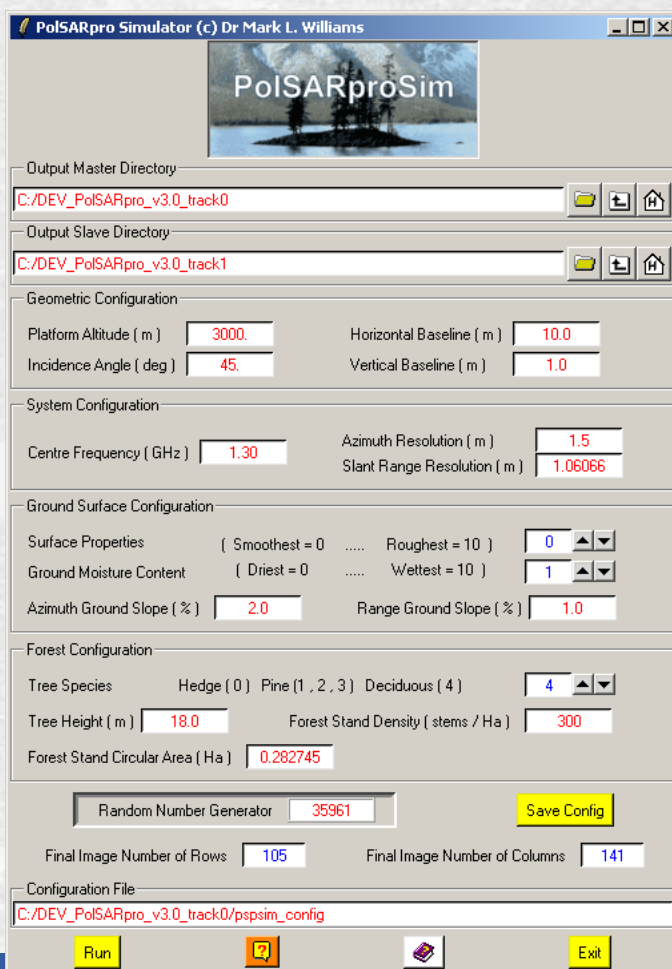 PolSARpro Simulator (c) Dr Mark L. Williams
PolSARproSim
Output Master Directory
C:/DEV_PolSARpro_v3.0_track0
Output Slave Directory
C:/DEV_PolSARpro_v3.0_track1
Geometric Configuration
Platform Altitude ( m ) 3000. Horizontal Baseline ( m ) 10.0
Incidence Angle ( deg ) 45. Vertical Baseline ( m ) 1.0
System Configuration
Centre Frequency ( GHz ) 1.30 Azimuth Resolution ( m ) 1.5
Slant Range Resolution ( m ) 1.06066
Ground Surface Configuration
Surface Properties ( Smoothest = 0 ..... Roughest = 10 ) 0
Ground Moisture Content ( Driest = 0 ..... Wettest = 10 ) 1
Azimuth Ground Slope ( % ) 2.0 Range Ground Slope ( % ) 1.0
Forest Configuration
Tree Species Hedge ( 0 ) Pine (1 , 2 , 3 ) Deciduous ( 4 ) 4
Tree Height ( m ) 18.0 Forest Stand Density ( stems / Ha ) 300
Forest Stand Circular Area ( Ha ) 0.282745
Random Number Generator 35961 Save Config
Final Image Number of Rows 105 Final Image Number of Columns 141
Configuration File
C:/DEV_PolSARpro_v3.0_track0/pspsim_config
Run ? Exit